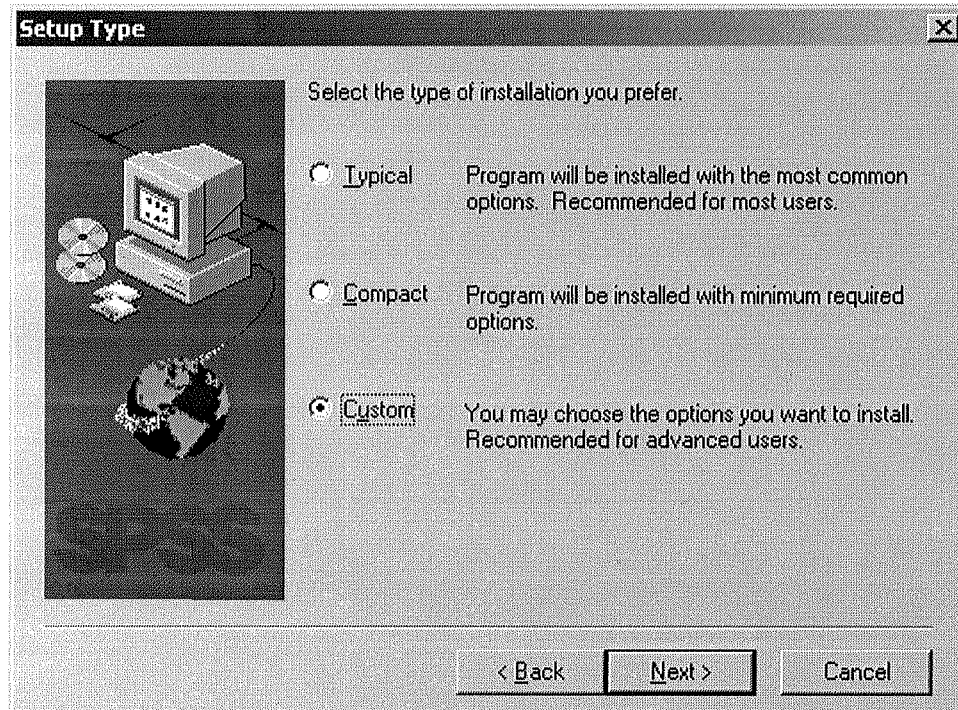 Setup Type
Select the type of installation you prefer.
Typical Program will be installed with the most common
options. Recommended for most users.
Compact Program will be installed with minimum required
options.
Custom You may choose the options you want to install.
Recommended for advanced users.
SPSS
< Back Next > Cancel